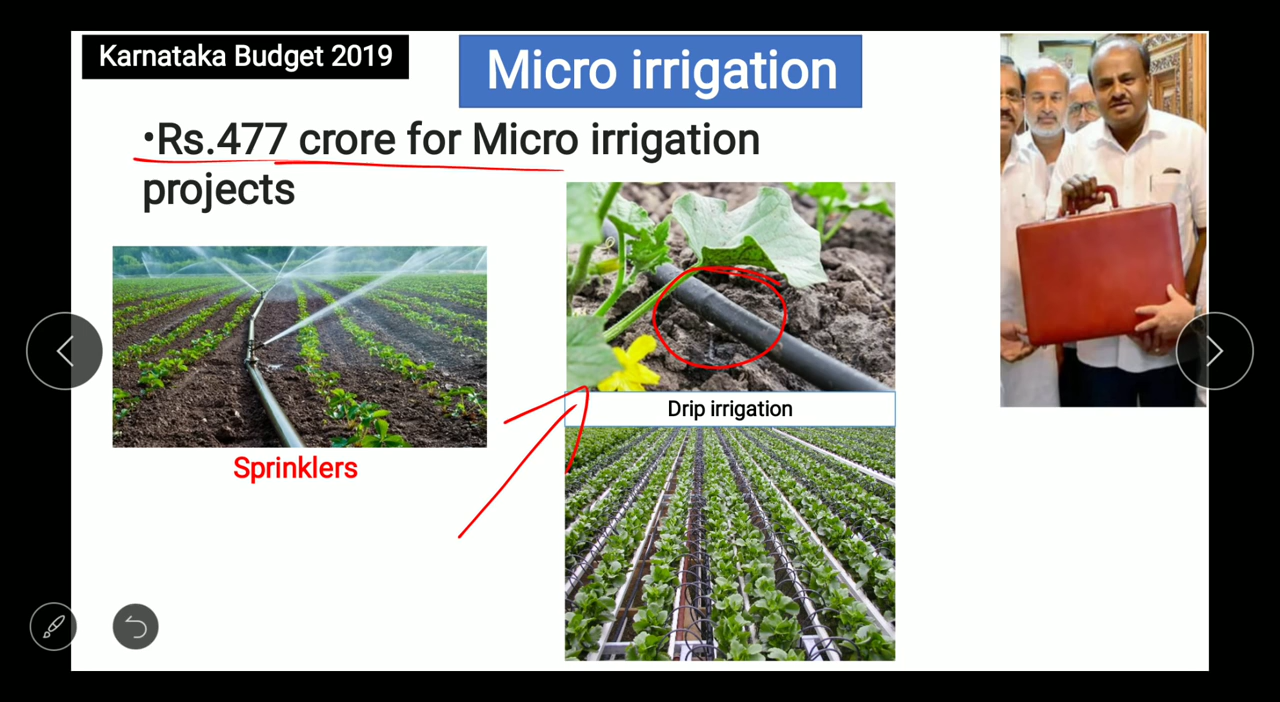 Karnataka Budget 2019
Micro irrigation
•Rs.477 crore for Micro irrigation
projects
Drip irrigation
Sprinklers